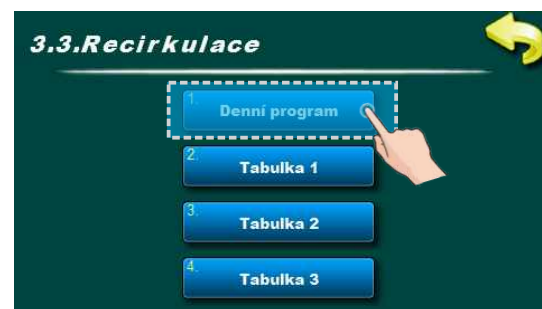 3.3.Recirkulace
1.
Denní program
2.
Tabulka 1
3.
Tabulka 2
4.
Tabulka 3